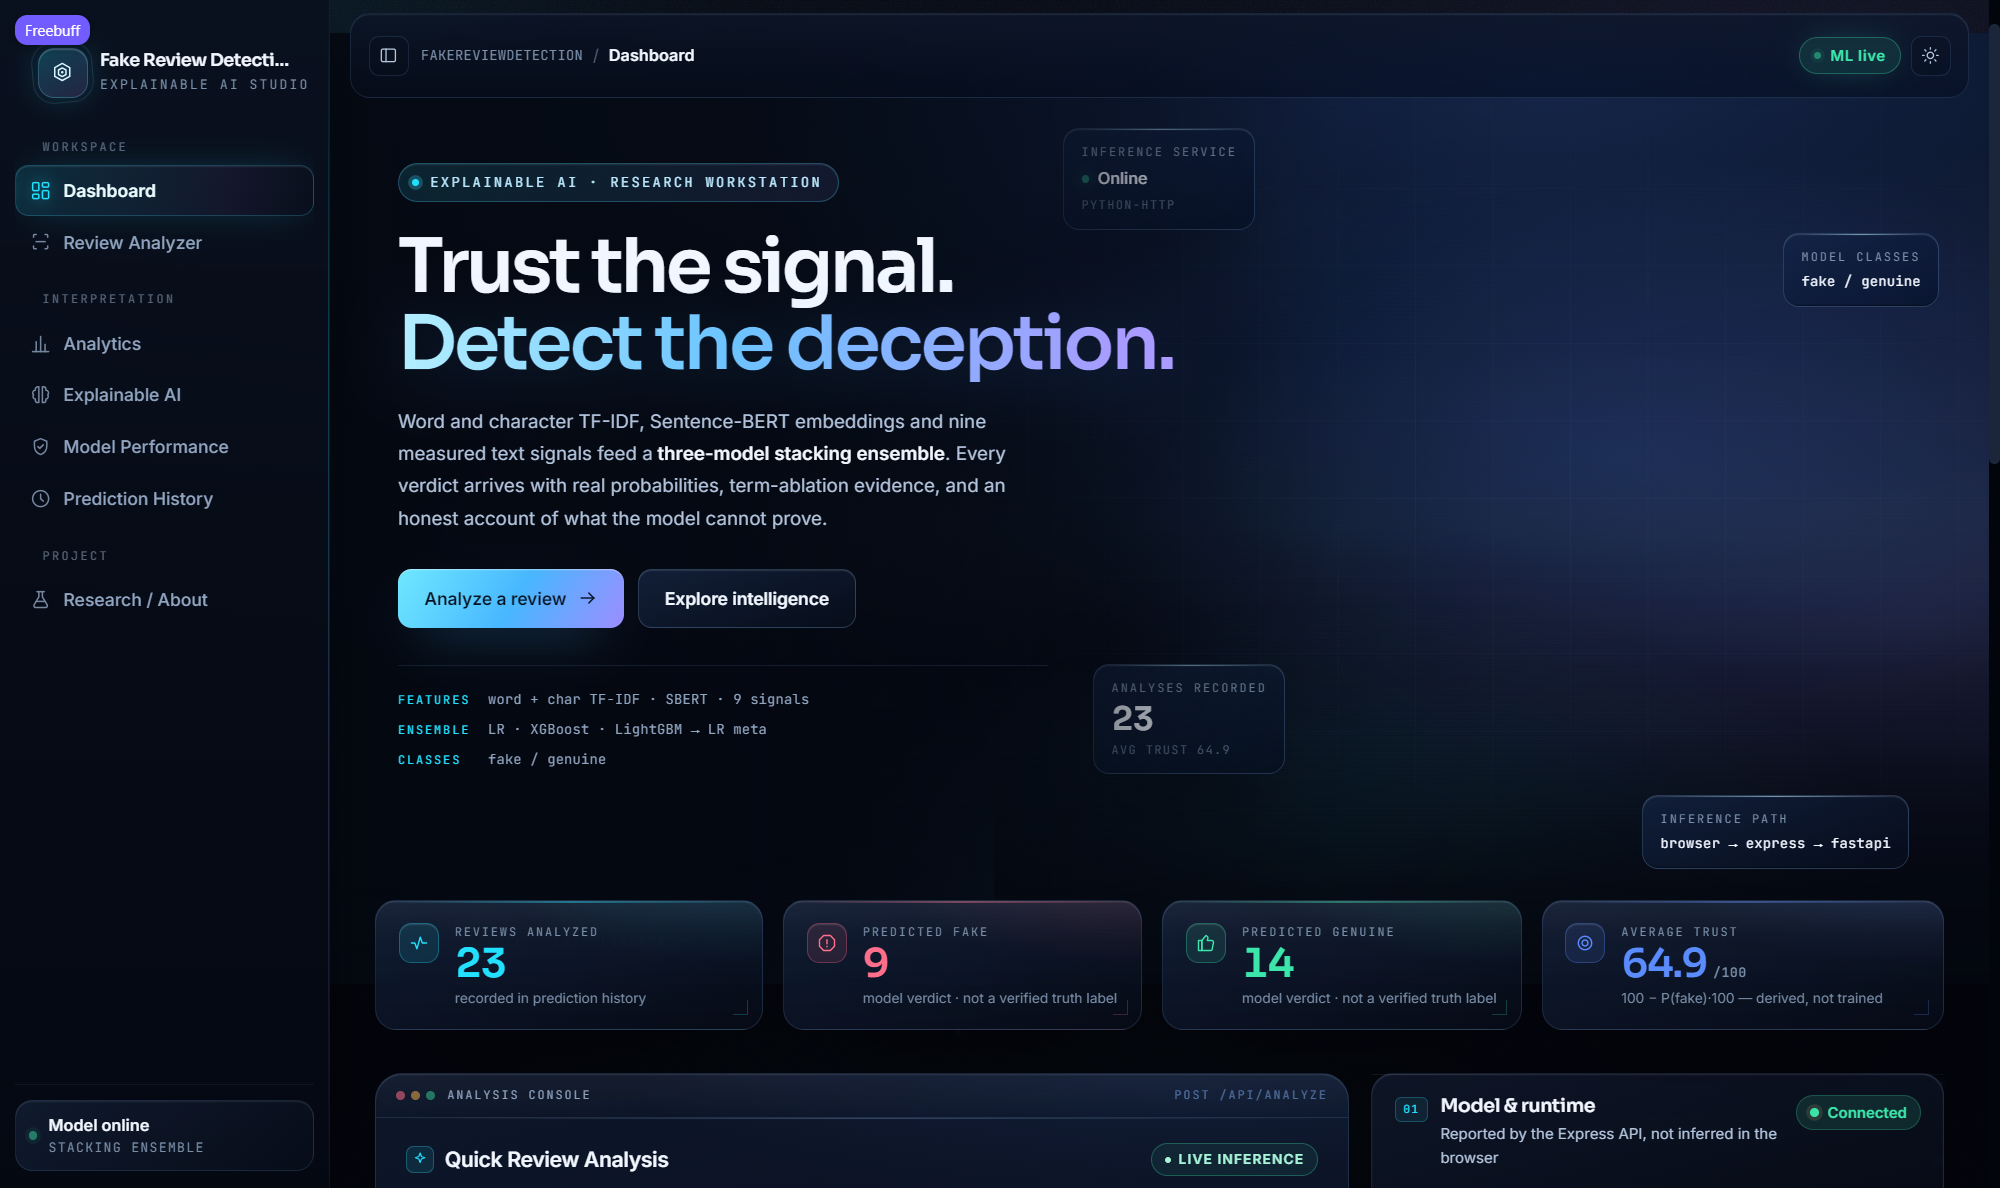 Freebuff
Fake Review Detecti...
EXPLAINABLE AI STUDIO
WORKSPACE
Dashboard
Review Analyzer
INTERPRETATION
Analytics
Explainable AI
Model Performance
Prediction History
PROJECT
Research / About
Model online
STACKING ENSEMBLE
FAKEREVIEWDETECTION / Dashboard
ML live
EXPLAINABLE AI · RESEARCH WORKSTATION
Trust the signal.
Detect the deception.
Word and character TF-IDF, Sentence-BERT embeddings and nine
measured text signals feed a three-model stacking ensemble. Every
verdict arrives with real probabilities, term-ablation evidence, and an
honest account of what the model cannot prove.
Analyze a review →
Explore intelligence
FEATURES word + char TF-IDF · SBERT · 9 signals
ENSEMBLE LR · XGBoost · LightGBM → LR meta
CLASSES fake / genuine
INFERENCE SERVICE
Online
PYTHON-HTTP
MODEL CLASSES
fake / genuine
ANALYSES RECORDED
23
AVG TRUST 64.9
INFERENCE PATH
browser → express → fastapi
REVIEWS ANALYZED
23
recorded in prediction history
PREDICTED FAKE
9
model verdict · not a verified truth label
PREDICTED GENUINE
14
model verdict · not a verified truth label
AVERAGE TRUST
64.9 /100
100 − P(fake)·100 — derived, not trained
ANALYSIS CONSOLE
POST /API/ANALYZE
Quick Review Analysis
LIVE INFERENCE
01
Model & runtime
Reported by the Express API, not inferred in the
browser
Connected